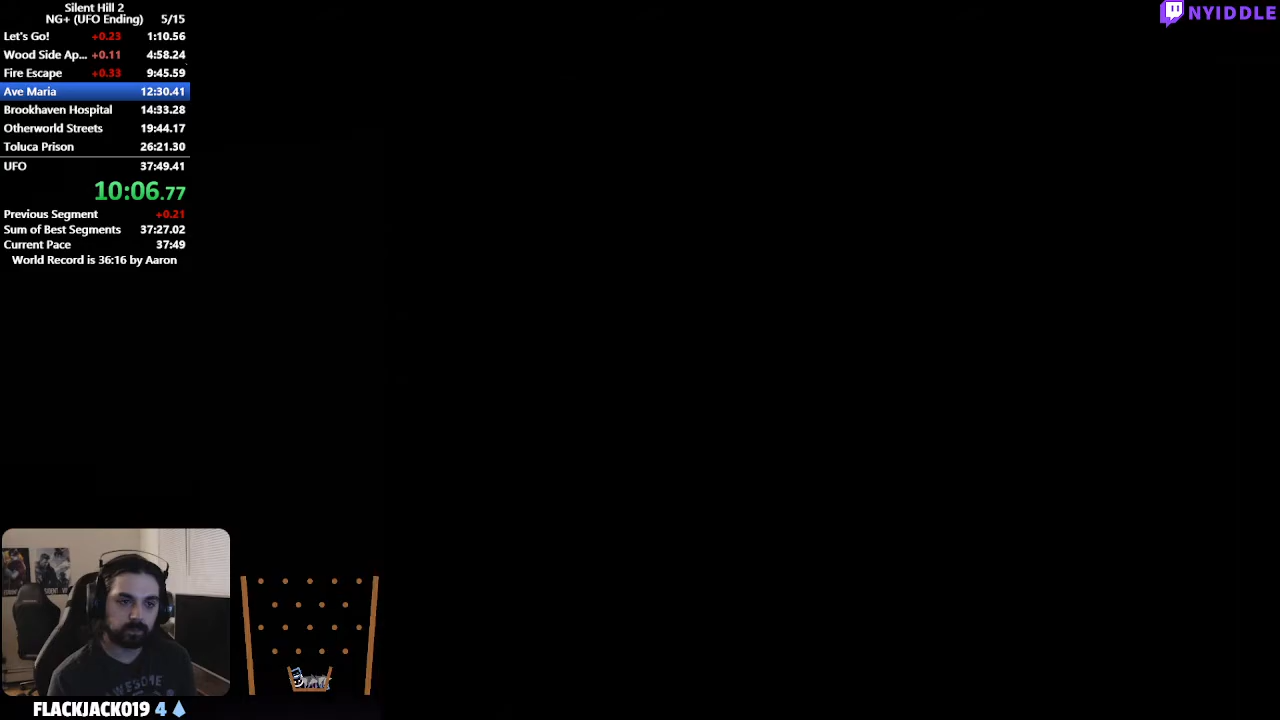 Silent Hill 2
NG+ (UFO Ending) 5/15
Let's Go! +0.23 1:10.56
Wood Side Ap... +0.11 4:58.24
Fire Escape +0.33 9:45.59
Ave Maria 12:30.41
Brookhaven Hospital 14:33.28
Otherworld Streets 19:44.17
Toluca Prison 26:21.30
UFO 37:49.41
10:06.77
Previous Segment +0.21
Sum of Best Segments 37:27.02
Current Pace 37:49
World Record is 36:16 by Aaron
NYIDDLE
AWESOME
FLACKJACK019 4